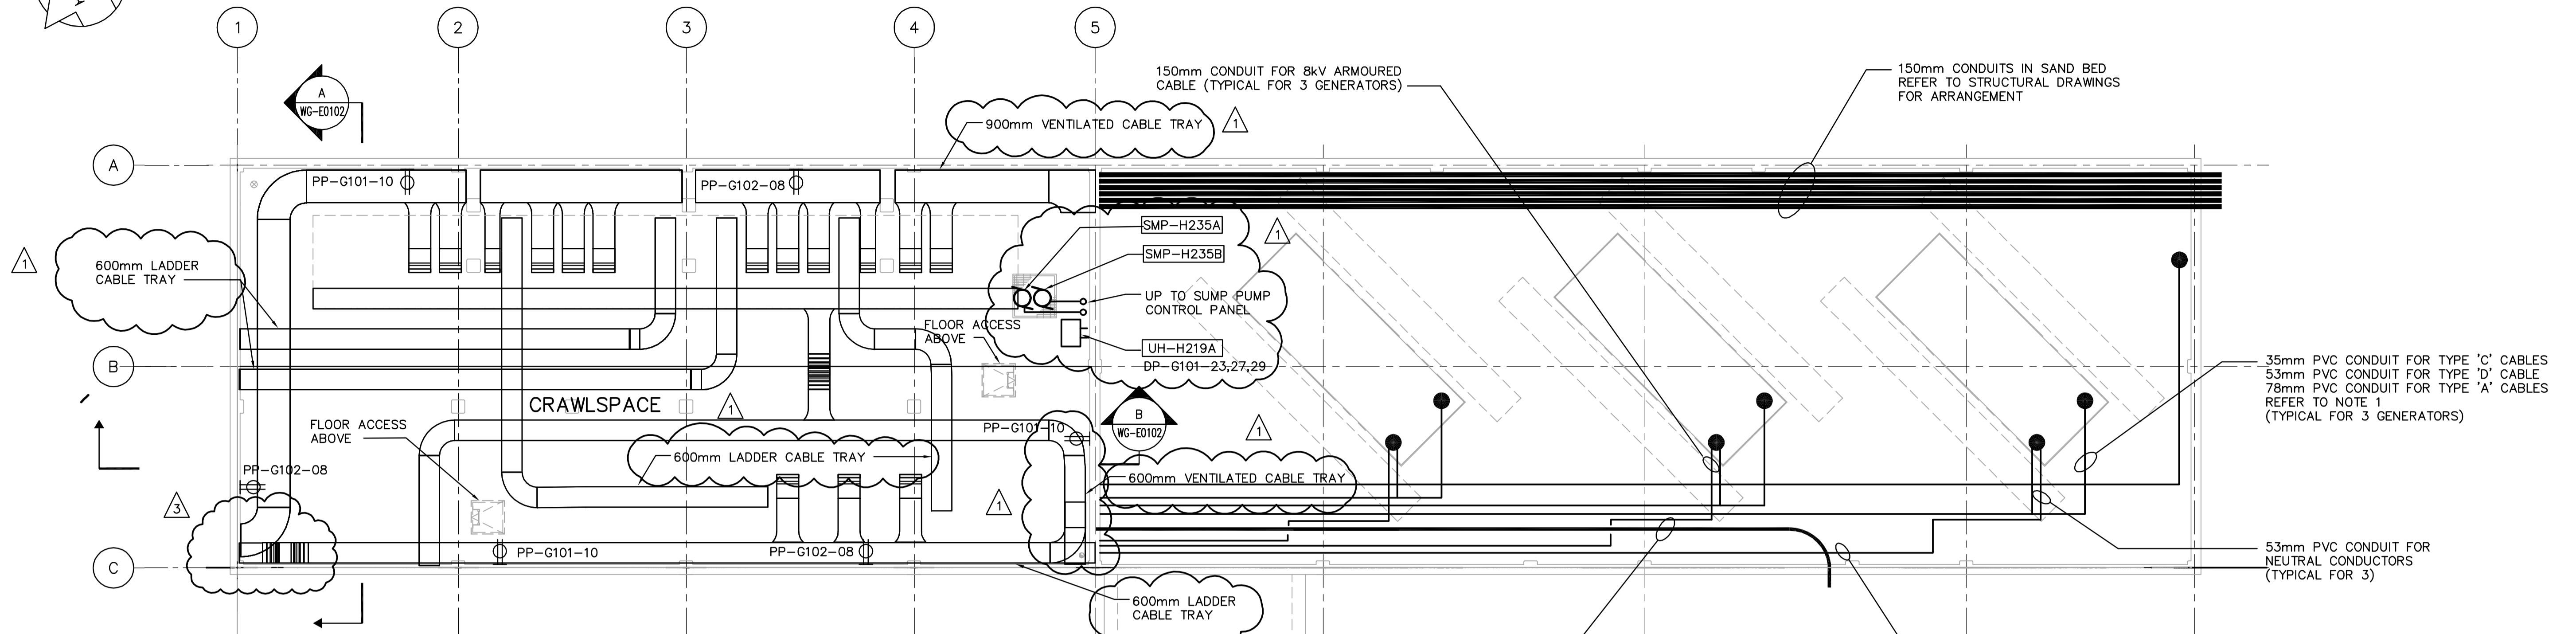 1
2
3
4
5
A
WG-E0102
150mm CONDUIT FOR 8kV ARMOURED
CABLE (TYPICAL FOR 3 GENERATORS)
150mm CONDUITS IN SAND BED
REFER TO STRUCTURAL DRAWINGS
FOR ARRANGEMENT
900mm VENTILATED CABLE TRAY
1
A
PP-G101-10
PP-G102-08
SMP-H235A
1
SMP-H235B
1
600mm LADDER
CABLE TRAY
UP TO SUMP PUMP
CONTROL PANEL
FLOOR ACCESS
ABOVE
UH-H219A
DP-G101-23,27,29
B
35mm PVC CONDUIT FOR TYPE 'C' CABLES
53mm PVC CONDUIT FOR TYPE 'D' CABLE
78mm PVC CONDUIT FOR TYPE 'A' CABLES
REFER TO NOTE 1
(TYPICAL FOR 3 GENERATORS)
CRAWLSPACE
1
B
WG-E0102
FLOOR ACCESS
ABOVE
PP-G101-10
1
600mm LADDER CABLE TRAY
PP-G102-08
600mm VENTILATED CABLE TRAY
3
1
PP-G101-10
PP-G102-08
C
53mm PVC CONDUIT FOR
NEUTRAL CONDUCTORS
(TYPICAL FOR 3)
600mm LADDER
CABLE TRAY